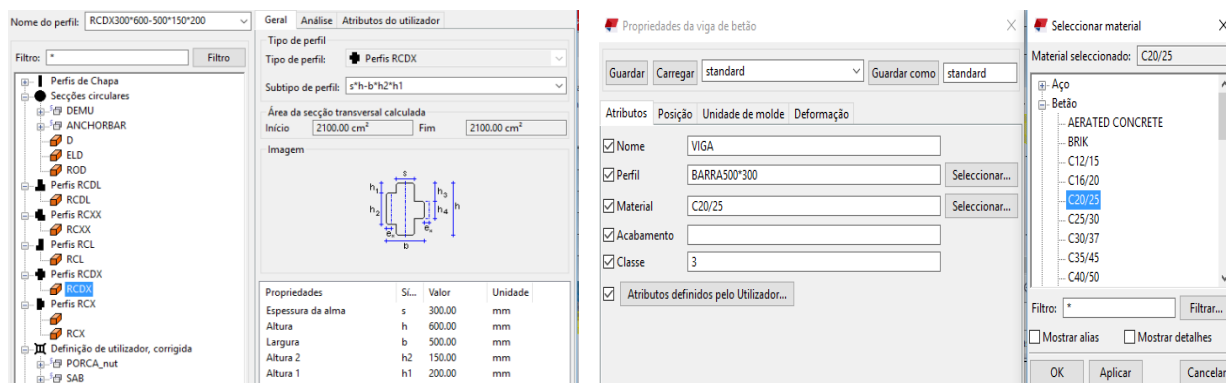 Nome do perfil: RCDX300*600-500*150*200
Filtro: * Filtro
Perfis de Chapa
Secções circulares
DEMU
ANCHORBAR
D
ELD
ROD
Perfis RCDL
RCDL
Perfis RCXX
RCXX
Perfis RCL
RCL
Perfis RCDX
RCDX
Perfis RCX
RCX
Definição de utilizador, corrigida
PORCA_nut
SAB
Geral Análise Atributos do utilizador
Tipo de perfil
Tipo de perfil: Perfis RCDX
Subtipo de perfil: s*h-b*h2*h1
Área da secção transversal calculada
Início 2100.00 cm² Fim 2100.00 cm²
Imagem
s
h₁ h₃
h₂ h₄ h
b
Propriedades Sí... Valor Unidade
Espessura da alma s 300.00 mm
Altura h 600.00 mm
Largura b 500.00 mm
Altura 2 h2 150.00 mm
Altura 1 h1 200.00 mm
Propriedades da viga de betão
Guardar Carregar standard Guardar como standard
Atributos Posição Unidade de molde Deformação
Nome VIGA
Perfil BARRA500*300 Seleccionar...
Material C20/25 Seleccionar...
Acabamento
Classe 3
Atributos definidos pelo Utilizador...
Seleccionar material
Material seleccionado: C20/25
Aço
Betão
AERATED CONCRETE
BRIK
C12/15
C16/20
C20/25
C25/30
C30/37
C35/45
C40/50
Filtro: * Filtrar...
Mostrar alias Mostrar detalhes
OK Aplicar Cancelar